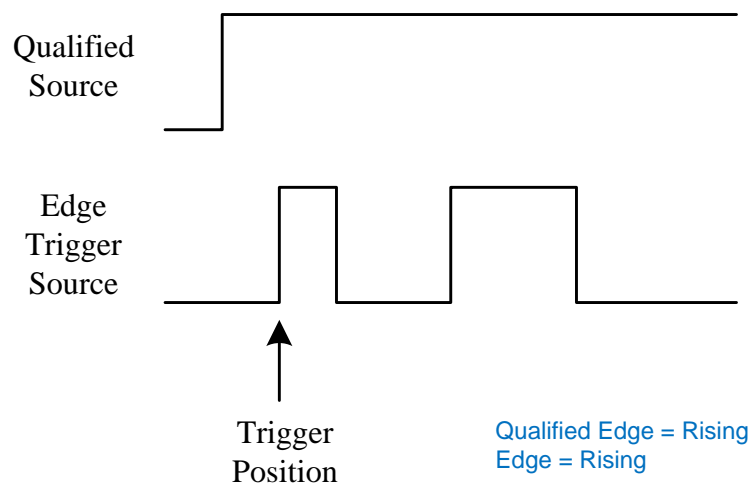 Qualified
Source
Edge
Trigger
Source
Trigger
Position
Qualified Edge = Rising
Edge = Rising